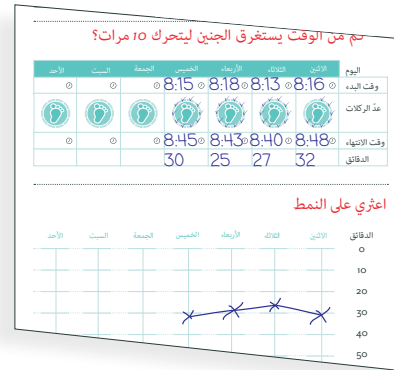 كم من الوقت يستغرق الجنين ليتحرك 10 مرات؟
اليوم الاثنين الثلاثاء الأربعاء الخميس الجمعة السبت الأحد
وقت البدء 8:16 8:13 8:18 8:15
عدّ الركلات
وقت الانتهاء 8:48 8:40 8:43 8:45
الدقائق 32 27 25 30
اعثري على النمط
الدقائق الاثنين الثلاثاء الأربعاء الخميس الجمعة السبت الأحد
0
10
20
30
40
50